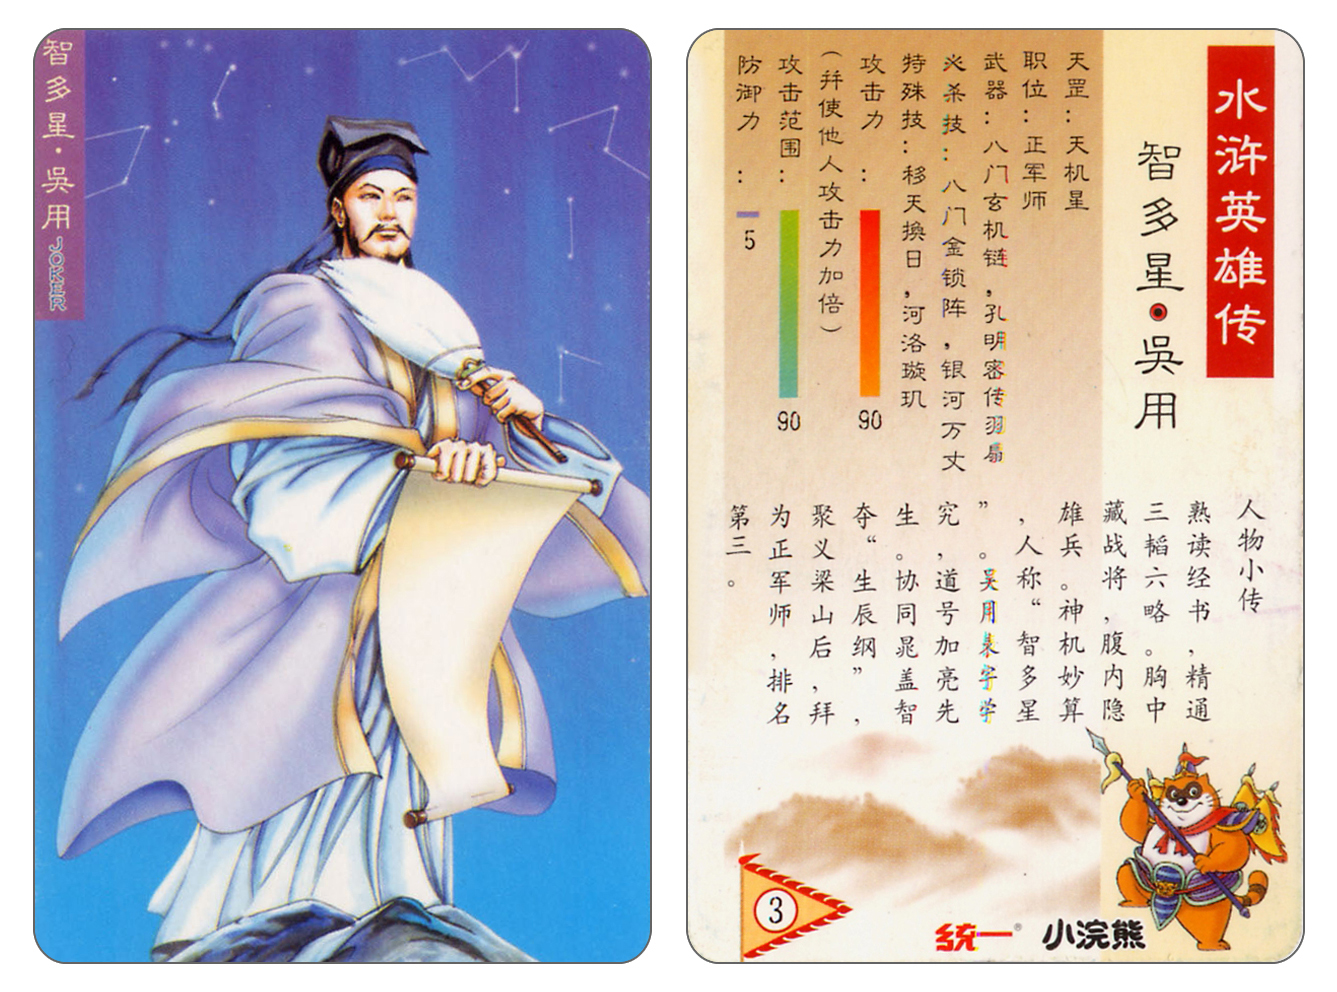 智多星·吳用
JOKER
水浒英雄传
智多星·吳用
天罡:天机星
职位:正军师
武器:八门玄机链,孔明密传羽扇
必杀技:八门金锁阵,银河万丈
特殊技:移天换日,河洛璇玑
攻击力:90
(并使他人攻击力加倍)
攻击范围:90
防御力:5
人物小传
熟读经书,精通
三韬六略。胸中
藏战将,腹内隐
雄兵。神机妙算
,人称“智多星
”。吴用表字学
究,道号加亮先
生。协同晁盖智
夺“生辰纲”,
聚义梁山后,拜
为正军师,排名
第三。
3
统一® 小浣熊